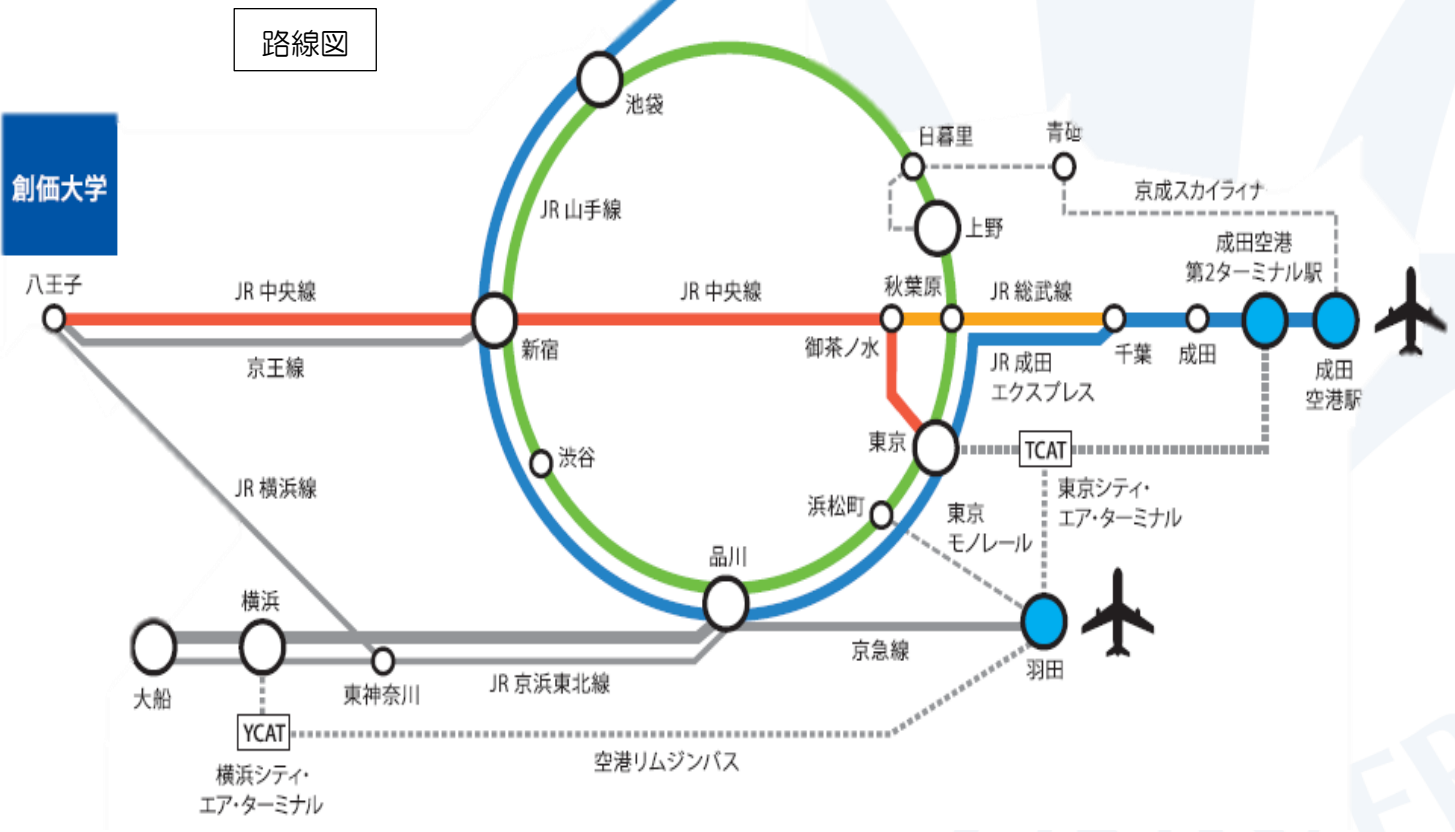 路線図
創価大学
池袋
日暮里
青砥
京成スカイライナ
JR 山手線
上野
成田空港
第2ターミナル駅
八王子
JR 中央線
JR 中央線
秋葉原
JR 総武線
京王線
新宿
御茶ノ水
JR 成田
エクスプレス
千葉
成田
成田
空港駅
渋谷
東京
TCAT
JR 横浜線
東京シティ・
エア・ターミナル
浜松町
東京
モノレール
品川
横浜
京急線
羽田
大船
東神奈川
JR 京浜東北線
YCAT
空港リムジンバス
横浜シティ・
エア・ターミナル